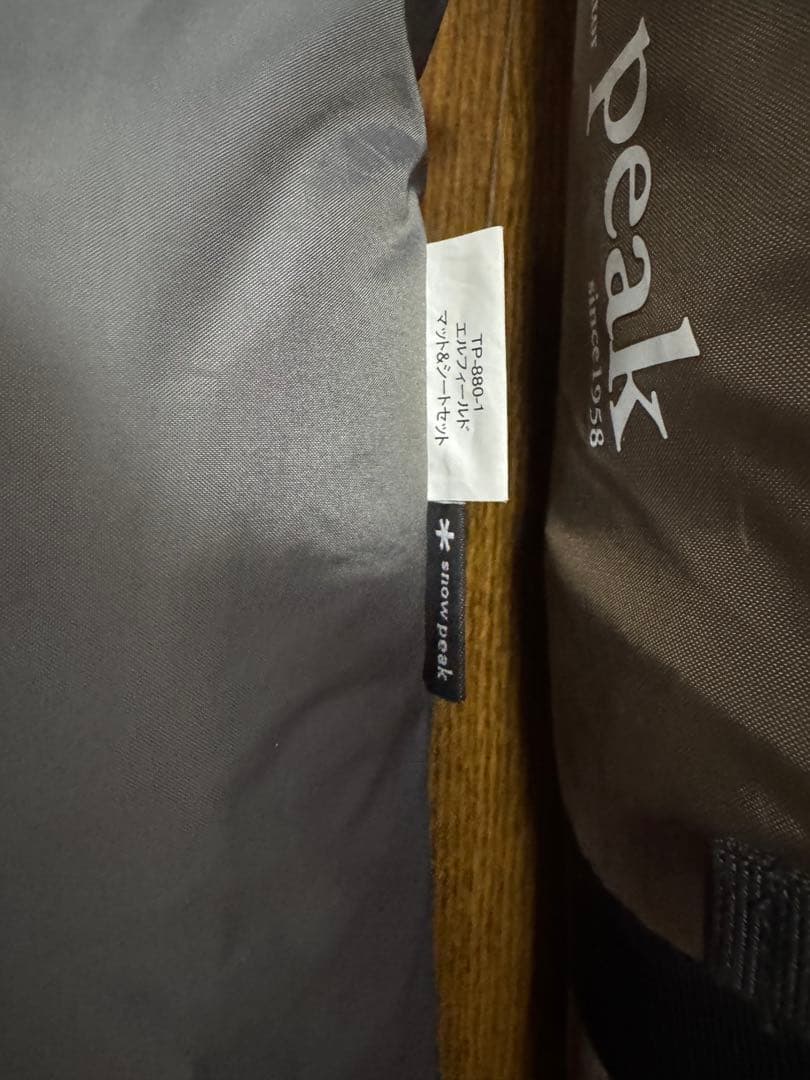 TP-880-1
エルフィールド
マット&シートセット
snow peak
peak
since1958